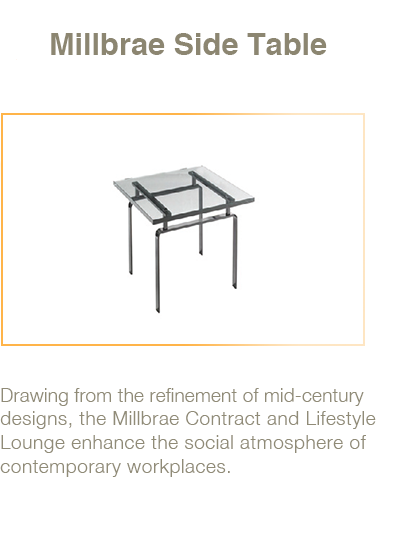 Millbrae Side Table
Drawing from the refinement of mid-century
designs, the Millbrae Contract and Lifestyle
Lounge enhance the social atmosphere of
contemporary workplaces.